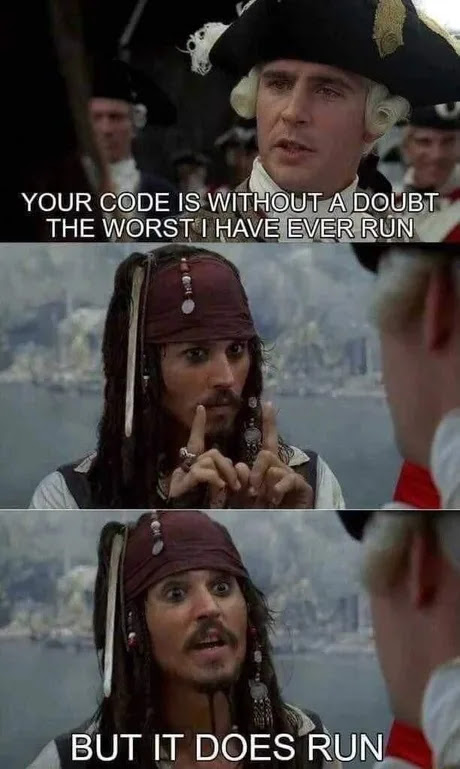 YOUR CODE IS WITHOUT A DOUBT
THE WORST I HAVE EVER RUN
BUT IT DOES RUN